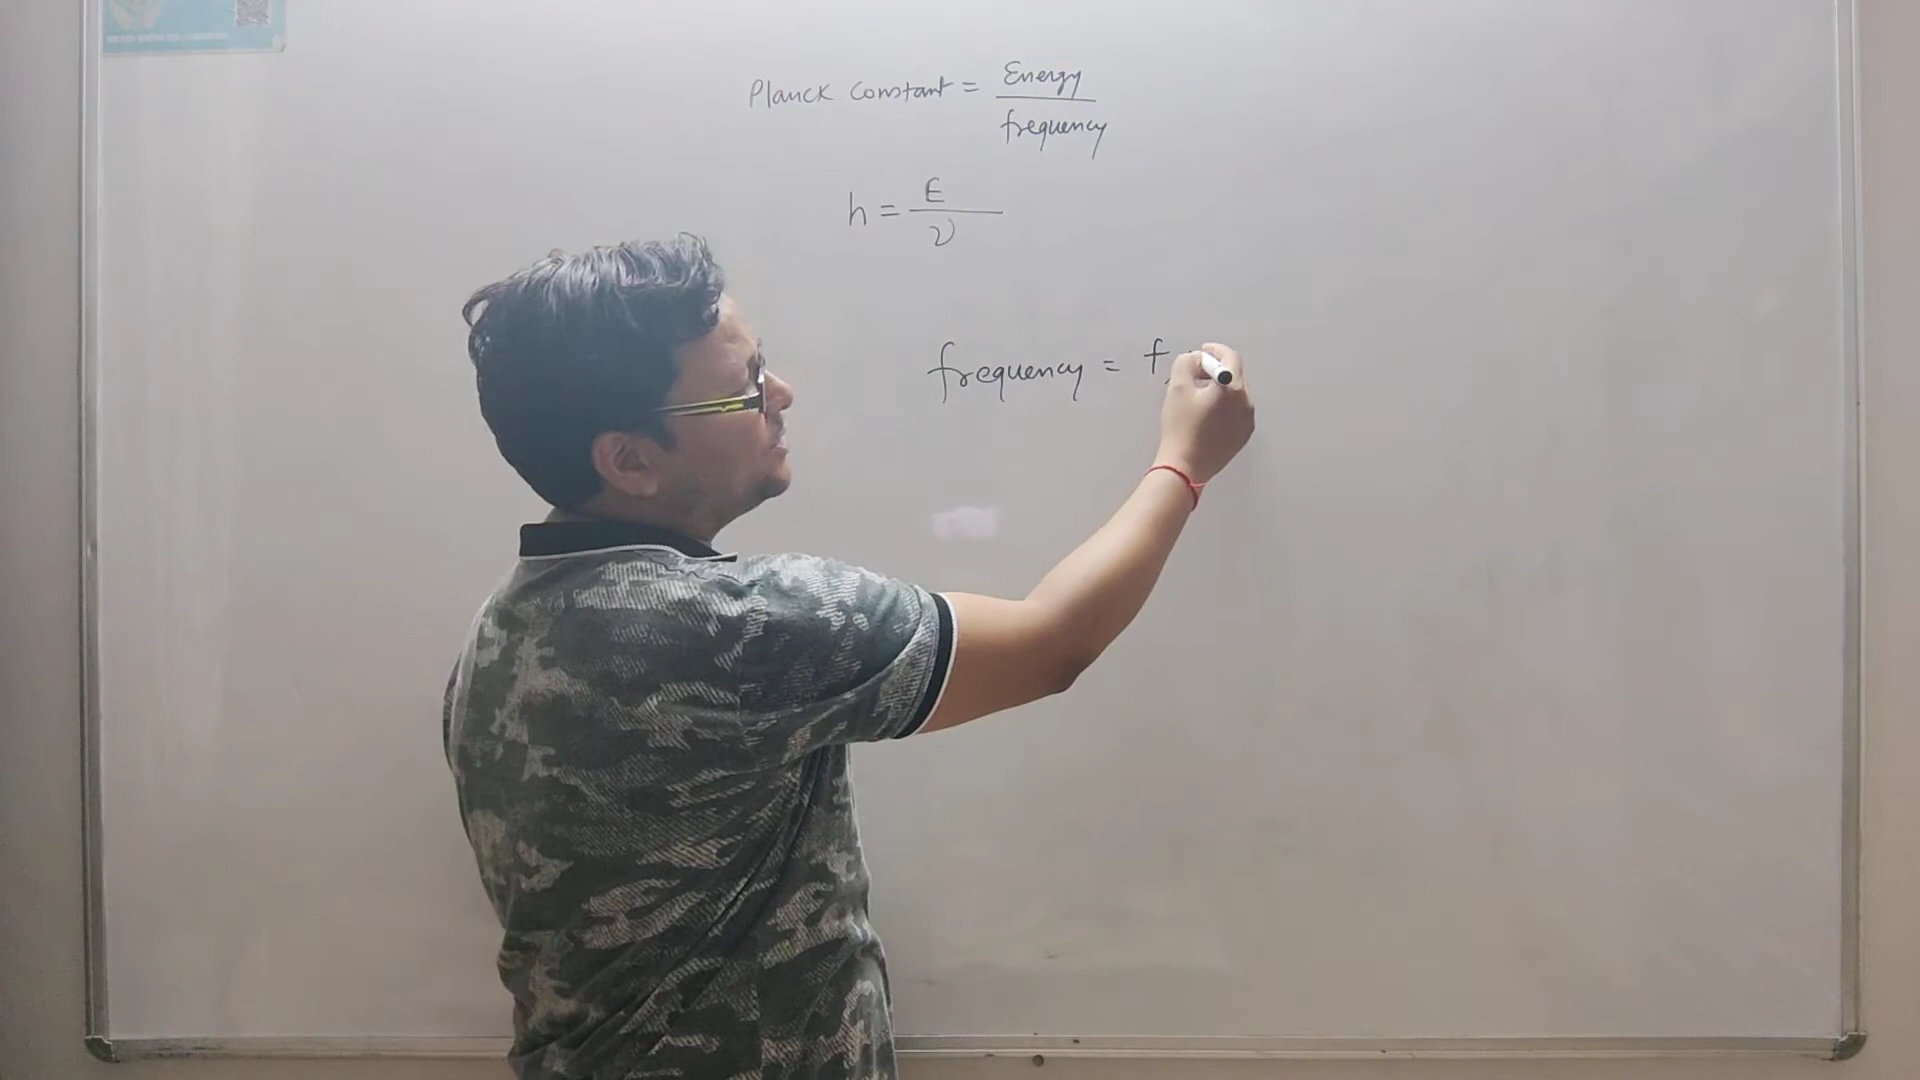 Planck Constant = Energy / frequency
h = E / ν
frequency = f,